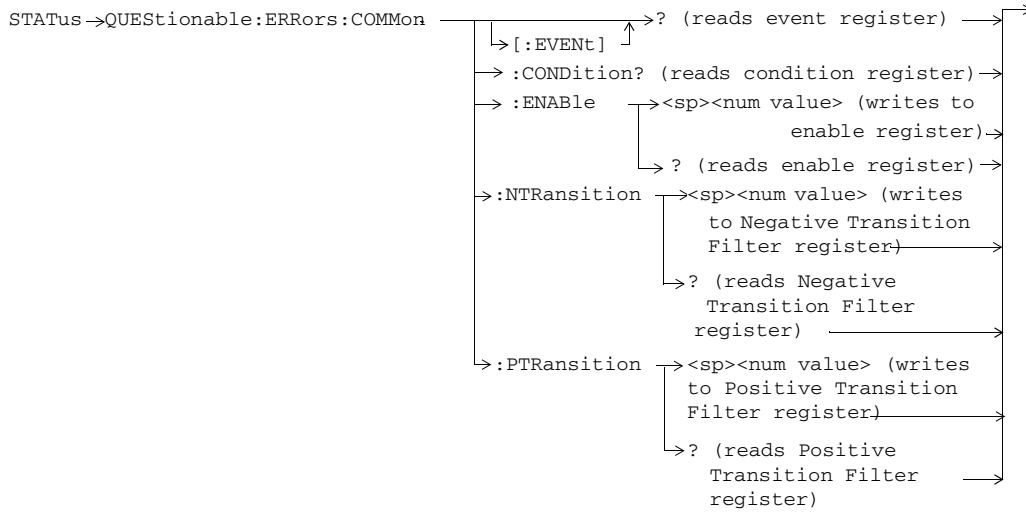 STATus QUEStionable:ERRors:COMMon ? (reads event register)
[:EVENt]
:CONDition? (reads condition register)
:ENABle <sp><num value> (writes to
enable register)
? (reads enable register)
:NTRansition <sp><num value> (writes
to Negative Transition
Filter register)
? (reads Negative
Transition Filter
register)
:PTRansition <sp><num value> (writes
to Positive Transition
Filter register)
? (reads Positive
Transition Filter
register)